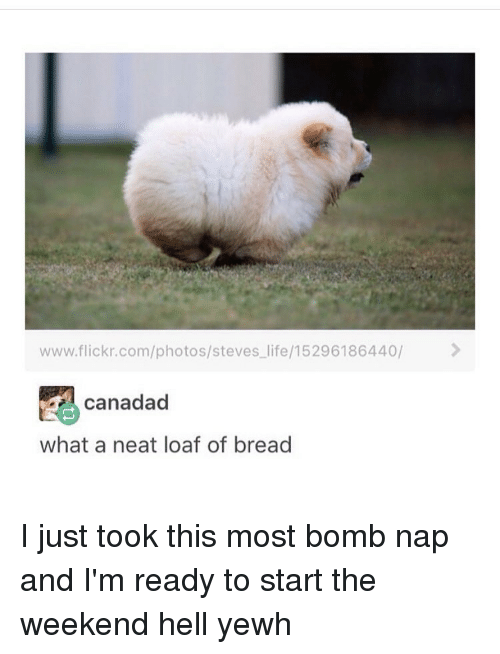 www.flickr.com/photos/steves_life/15296186440/ >
canadad
what a neat loaf of bread
I just took this most bomb nap
and I'm ready to start the
weekend hell yewh